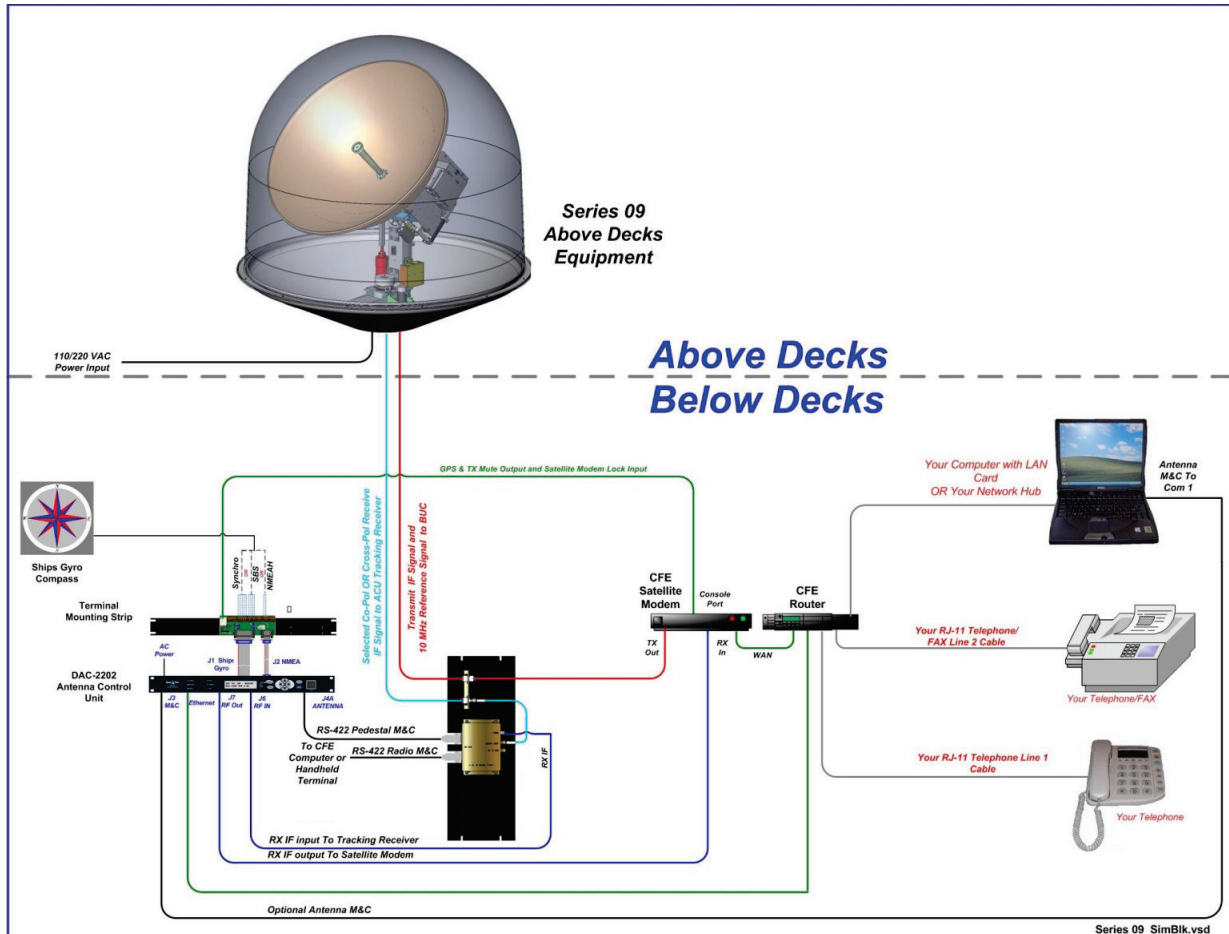 Series 09
Above Decks
Equipment
110/220 VAC
Power Input
Above Decks
Below Decks
GPS & TX Mute Output and Satellite Modem Lock Input
Your Computer with LAN
Card
OR Your Network Hub
Antenna
M&C To
Com 1
Ships Gyro
Compass
Synchro
OR
SBS
OR
NMEAH
Selected Co-Pol OR Cross-Pol Receive
IF Signal to ACU Tracking Receiver
Transmit IF Signal and
10 MHz Reference Signal to BUC
CFE
Satellite
Modem
Console
Port
CFE
Router
TX
Out
RX
In
WAN
Terminal
Mounting Strip
AC
Power
J1 Ships
Gyro
J2 NMEA
DAC-2202
Antenna Control
Unit
J3
M&C
Ethernet
J7
RF Out
J6
RF IN
J4A
ANTENNA
RS-422 Pedestal M&C
To CFE
Computer or
Handheld
Terminal
RS-422 Radio M&C
RX IF
Your RJ-11 Telephone/
FAX Line 2 Cable
Your Telephone/FAX
Your RJ-11 Telephone Line 1
Cable
Your Telephone
RX IF input To Tracking Receiver
RX IF output To Satellite Modem
Optional Antenna M&C
Series 09 SimBlk.vsd